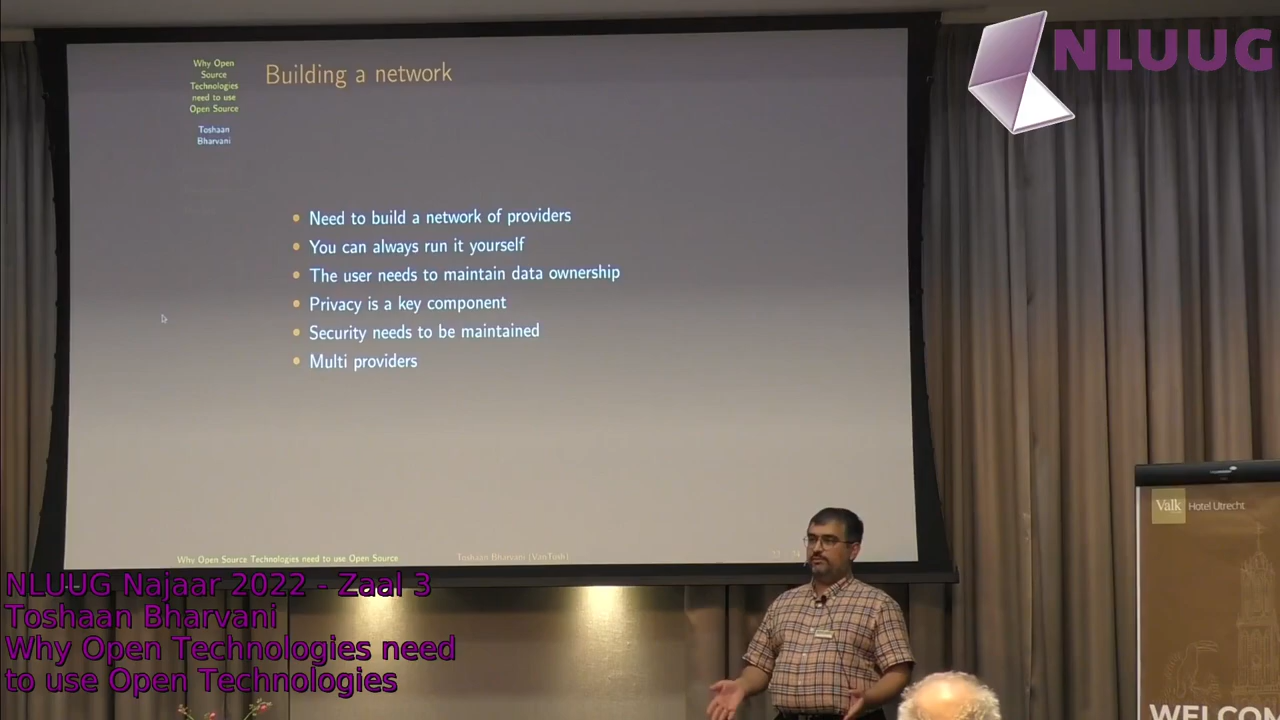 NLUUG
Why Open
Source
Technologies
need to use
Open Source
Toshaan
Bharvani
Building a network
Need to build a network of providers
You can always run it yourself
The user needs to maintain data ownership
Privacy is a key component
Security needs to be maintained
Multi providers
Why Open Source Technologies need to use Open Source
Toshaan Bharvani (VanTosh)
Valk
Hotel Utrecht
WELCOM
NLUUG Najaar 2022 - Zaal 3
Toshaan Bharvani
Why Open Technologies need
to use Open Technologies